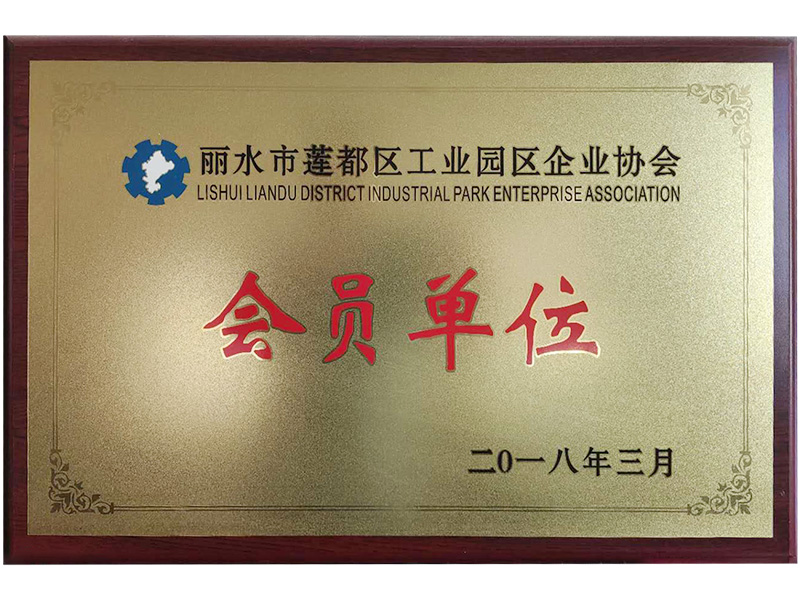 丽水市莲都区工业园区企业协会
LISHUI LIANDU DISTRICT INDUSTRIAL PARK ENTERPRISE ASSOCIATION
会员单位
二0一八年三月